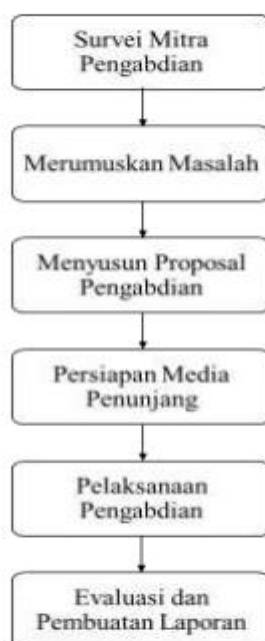 Survei Mitra
Pengabdian
Merumuskan Masalah
Menyusun Proposal
Pengabdian
Persiapan Media
Penunjang
Pelaksanaan
Pengabdian
Evaluasi dan
Pembuatan Laporan